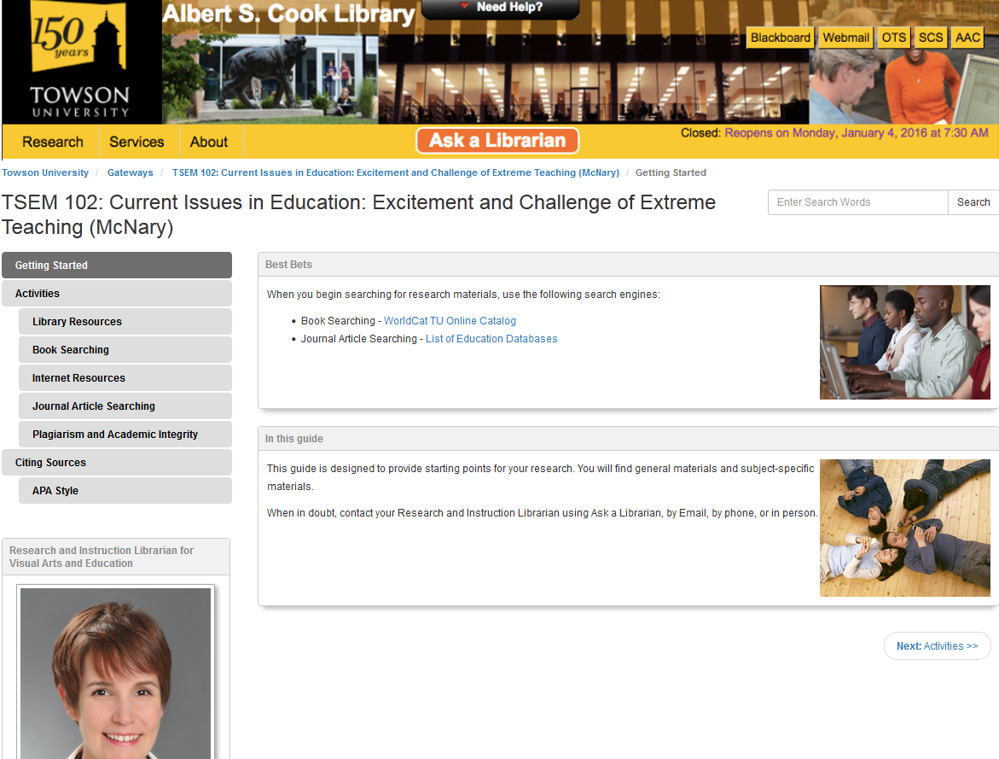 150
years
TOWSON
UNIVERSITY
Albert S. Cook Library
Need Help?
Blackboard Webmail OTS SCS AAC
Research Services About
Ask a Librarian
Closed: Reopens on Monday, January 4, 2016 at 7:30 AM
Towson University / Gateways / TSEM 102: Current Issues in Education: Excitement and Challenge of Extreme Teaching (McNary) / Getting Started
TSEM 102: Current Issues in Education: Excitement and Challenge of Extreme
Teaching (McNary)
Enter Search Words Search
Getting Started
Activities
Library Resources
Book Searching
Internet Resources
Journal Article Searching
Plagiarism and Academic Integrity
Citing Sources
APA Style
Research and Instruction Librarian for
Visual Arts and Education
Best Bets
When you begin searching for research materials, use the following search engines:
• Book Searching - WorldCat TU Online Catalog
• Journal Article Searching - List of Education Databases
In this guide
This guide is designed to provide starting points for your research. You will find general materials and subject-specific
materials.
When in doubt, contact your Research and Instruction Librarian using Ask a Librarian, by Email, by phone, or in person.
Next: Activities >>